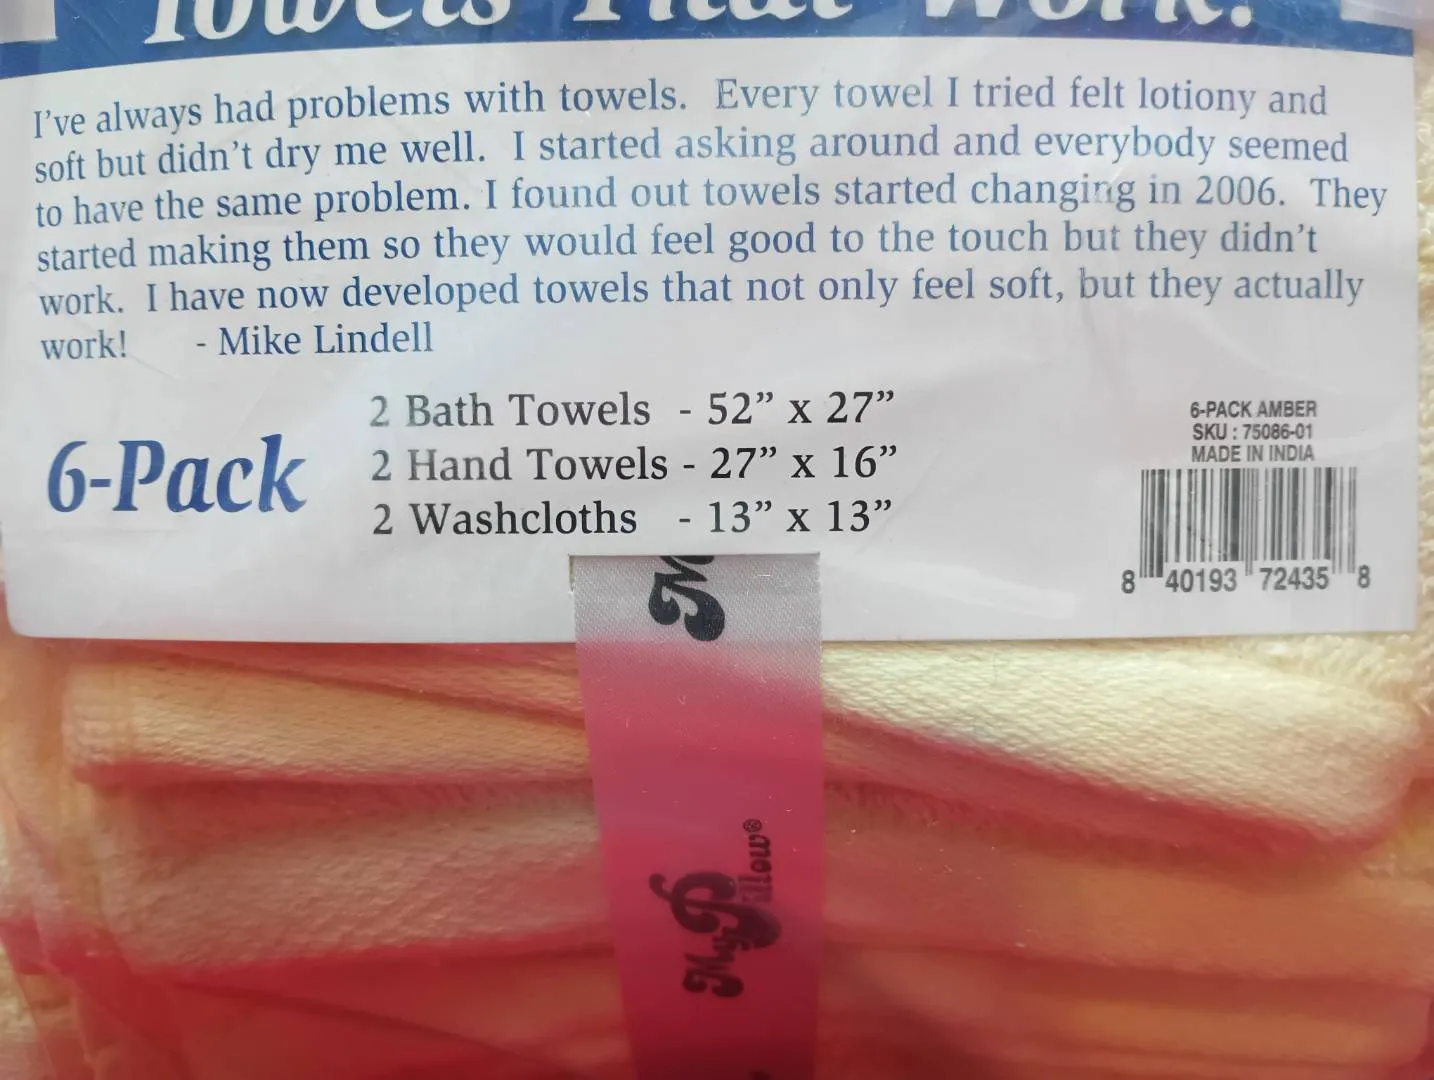 Towels That Work!
I've always had problems with towels. Every towel I tried felt lotiony and
soft but didn't dry me well. I started asking around and everybody seemed
to have the same problem. I found out towels started changing in 2006. They
started making them so they would feel good to the touch but they didn't
work. I have now developed towels that not only feel soft, but they actually
work! - Mike Lindell
6-Pack
2 Bath Towels - 52” x 27”
2 Hand Towels - 27” x 16”
2 Washcloths - 13” x 13”
6-PACK AMBER
SKU : 75086-01
MADE IN INDIA
8 40193 72435 8
M
MyPillow®